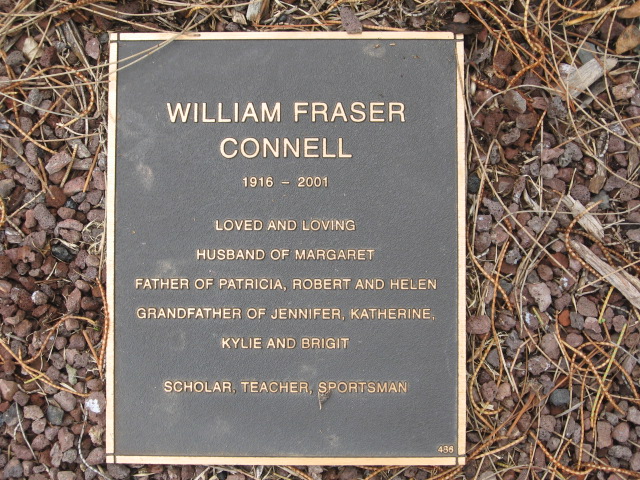 WILLIAM FRASER
CONNELL
1916 – 2001
LOVED AND LOVING
HUSBAND OF MARGARET
FATHER OF PATRICIA, ROBERT AND HELEN
GRANDFATHER OF JENNIFER, KATHERINE,
KYLIE AND BRIGIT
SCHOLAR, TEACHER, SPORTSMAN
436